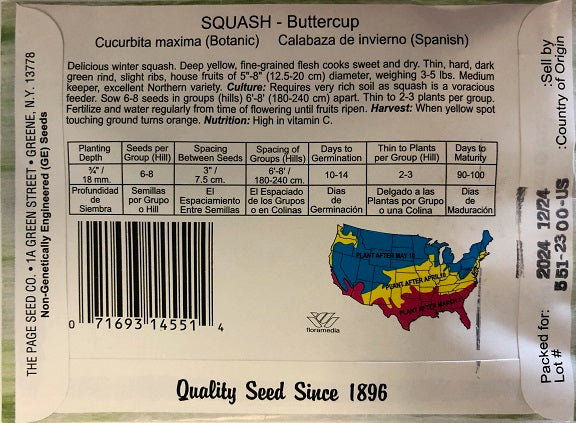 SQUASH - Buttercup
Cucurbita maxima (Botanic) Calabaza de invierno (Spanish)
Delicious winter squash. Deep yellow, fine-grained flesh cooks sweet and dry. Thin, hard, dark
green rind, slight ribs, house fruits of 5"-8" (12.5-20 cm) diameter, weighing 3-5 lbs. Medium
keeper, excellent Northern variety. Culture: Requires very rich soil as squash is a voracious
feeder. Sow 6-8 seeds in groups (hills) 6'-8' (180-240 cm) apart. Thin to 2-3 plants per group.
Fertilize and water regularly from time of flowering until fruits ripen. Harvest: When yellow spot
touching ground turns orange. Nutrition: High in vitamin C.
Planting Depth | Seeds per Group (Hill) | Spacing Between Seeds | Spacing of Groups (Hills) | Days to Germination | Thin to Plants per Group (Hill) | Days to Maturity
¾" / 18 mm. | 6-8 | 3" / 7.5 cm. | 6'-8' / 180-240 cm. | 10-14 | 2-3 | 90-100
Profundidad de Siembra | Semillas por Grupo o Hill | El Espaciamiento Entre Semillas | El Espaciado de los Grupos o en Colinas | Dias de Germinación | Delgado a las Plantas por Grupo o una Colina | Dias de Maduración
PLANT AFTER MAY 10
PLANT AFTER APRIL 10
PLANT AFTER MARCH
0 71693 14551 4
floramedia
Quality Seed Since 1896
THE PAGE SEED CO. • 1A GREEN STREET • GREENE, N.Y. 13778
Non-Genetically Engineered (GE) Seeds
:Sell by
:Country of Origin
Packed for: 2024 12/24
Lot # 551-23 00-US